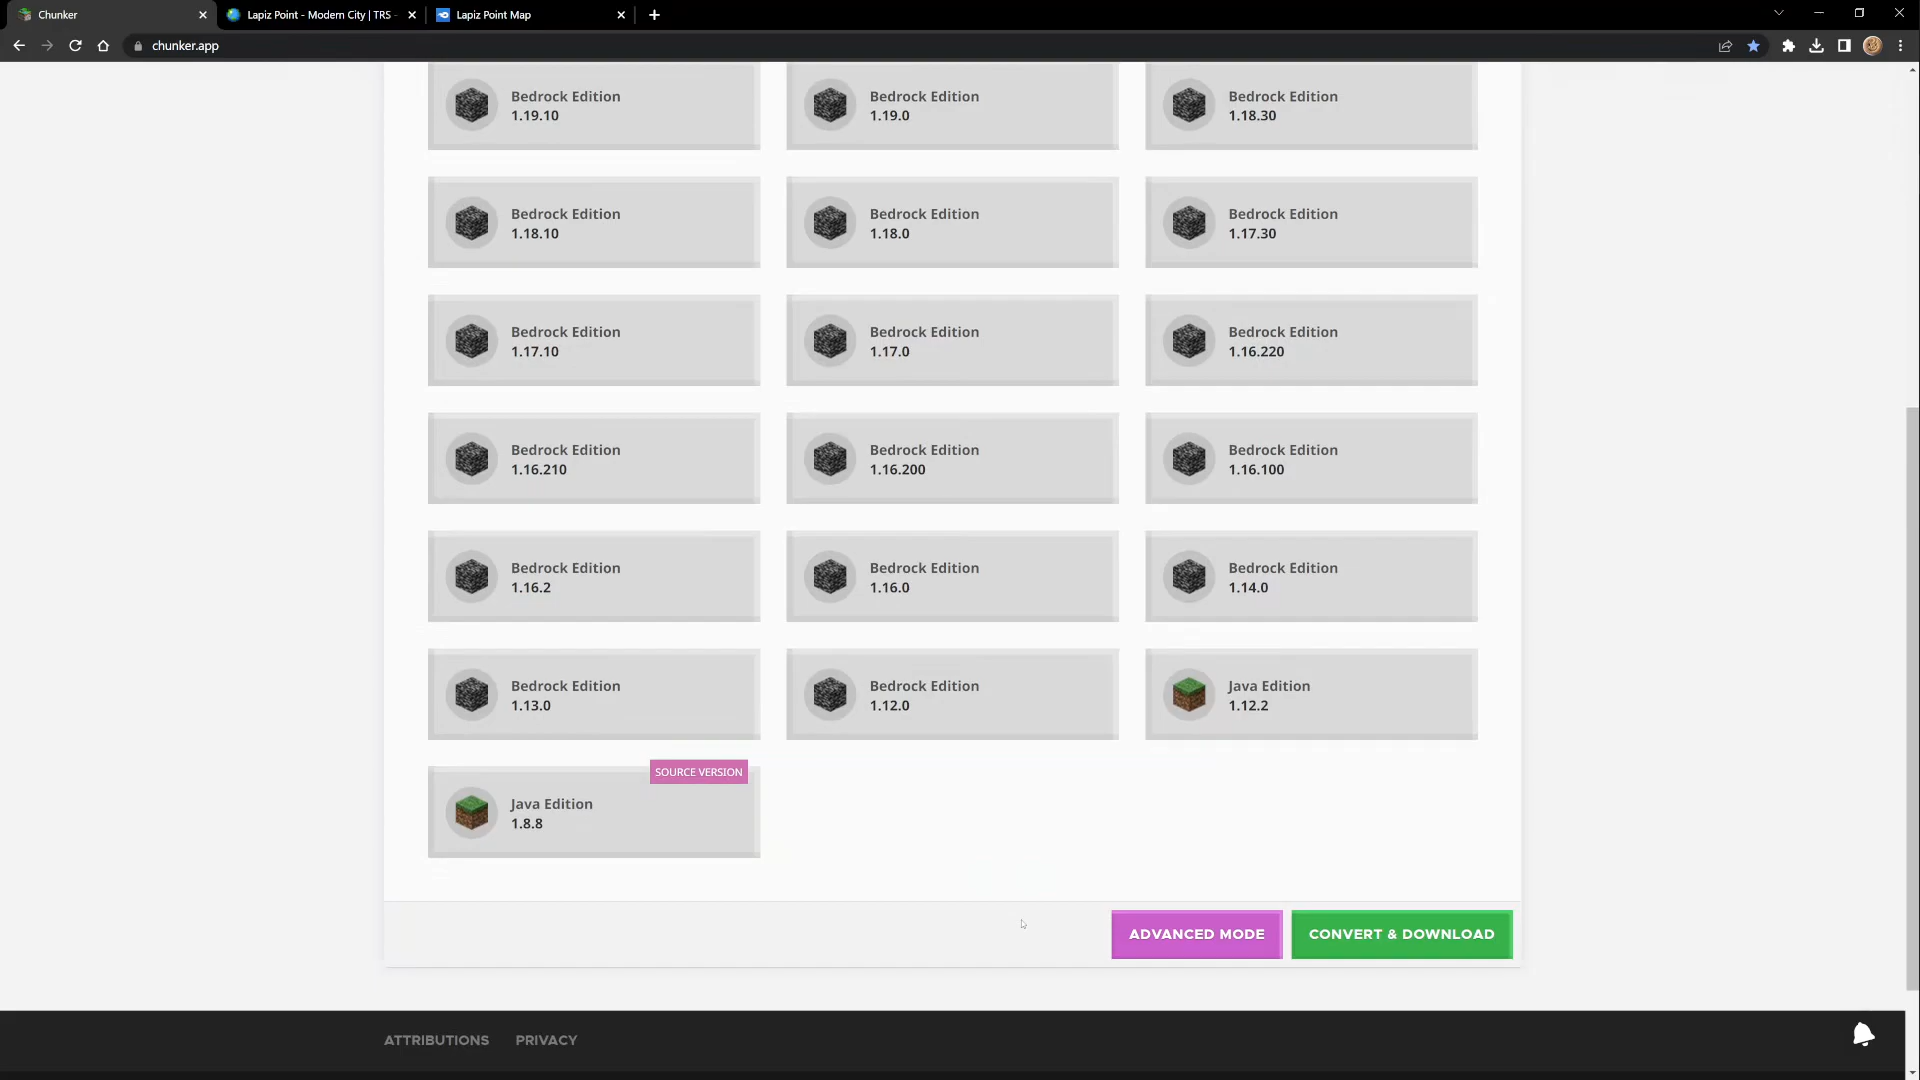 Chunker
Lapiz Point - Modern City | TRS -
Lapiz Point Map
chunker.app
Bedrock Edition
1.19.10
Bedrock Edition
1.19.0
Bedrock Edition
1.18.30
Bedrock Edition
1.18.10
Bedrock Edition
1.18.0
Bedrock Edition
1.17.30
Bedrock Edition
1.17.10
Bedrock Edition
1.17.0
Bedrock Edition
1.16.220
Bedrock Edition
1.16.210
Bedrock Edition
1.16.200
Bedrock Edition
1.16.100
Bedrock Edition
1.16.2
Bedrock Edition
1.16.0
Bedrock Edition
1.14.0
Bedrock Edition
1.13.0
Bedrock Edition
1.12.0
Java Edition
1.12.2
SOURCE VERSION
Java Edition
1.8.8
ADVANCED MODE
CONVERT & DOWNLOAD
ATTRIBUTIONS
PRIVACY